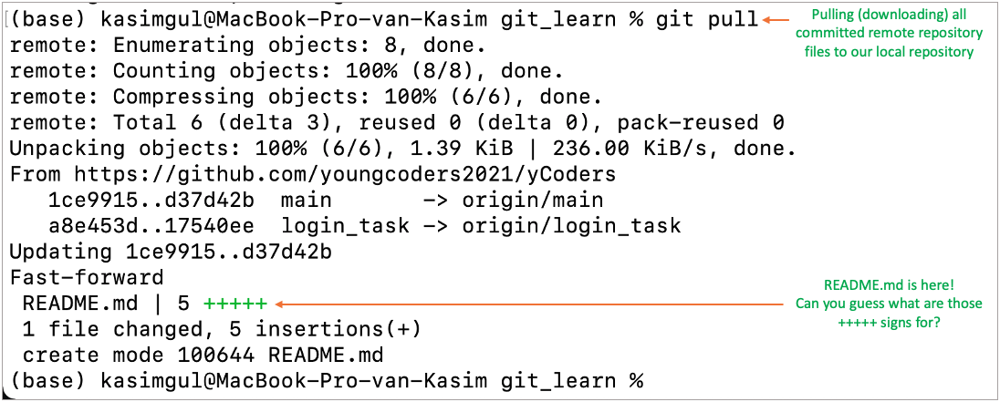 (base) kasimgul@MacBook-Pro-van-Kasim git_learn % git pull
Pulling (downloading) all
committed remote repository
files to our local repository
remote: Enumerating objects: 8, done.
remote: Counting objects: 100% (8/8), done.
remote: Compressing objects: 100% (6/6), done.
remote: Total 6 (delta 3), reused 0 (delta 0), pack-reused 0
Unpacking objects: 100% (6/6), 1.39 KiB | 236.00 KiB/s, done.
From https://github.com/youngcoders2021/yCoders
   1ce9915..d37d42b  main       -> origin/main
   a8e453d..17540ee  login_task -> origin/login_task
Updating 1ce9915..d37d42b
Fast-forward
 README.md | 5 +++++
README.md is here!
Can you guess what are those
+++++ signs for?
 1 file changed, 5 insertions(+)
 create mode 100644 README.md
(base) kasimgul@MacBook-Pro-van-Kasim git_learn %